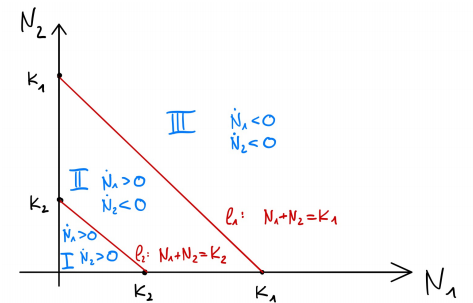 N₂
K₁
III Ṅ₁<0
Ṅ₂<0
II Ṅ₁>0
Ṅ₂<0
K₂
ℓ₁: N₁+N₂=K₁
Ṅ₁>0
I Ṅ₂>0
ℓ₂: N₁+N₂=K₂
K₂
K₁
N₁